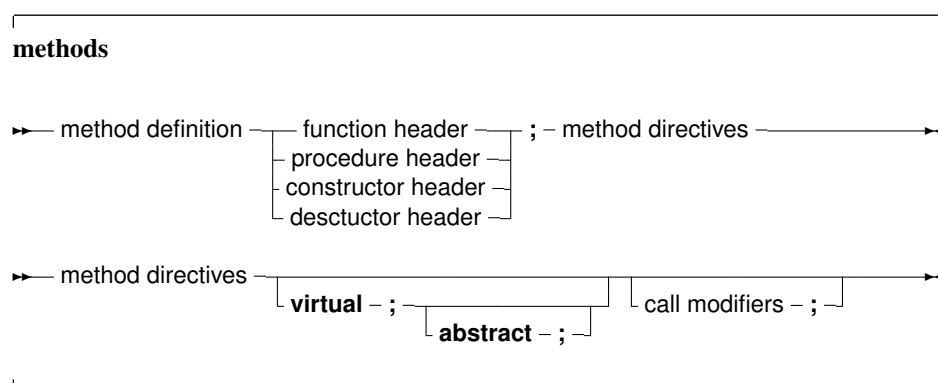 methods
method definition function header ; method directives
procedure header
constructor header
desctuctor header
method directives
virtual ; call modifiers ;
abstract ;